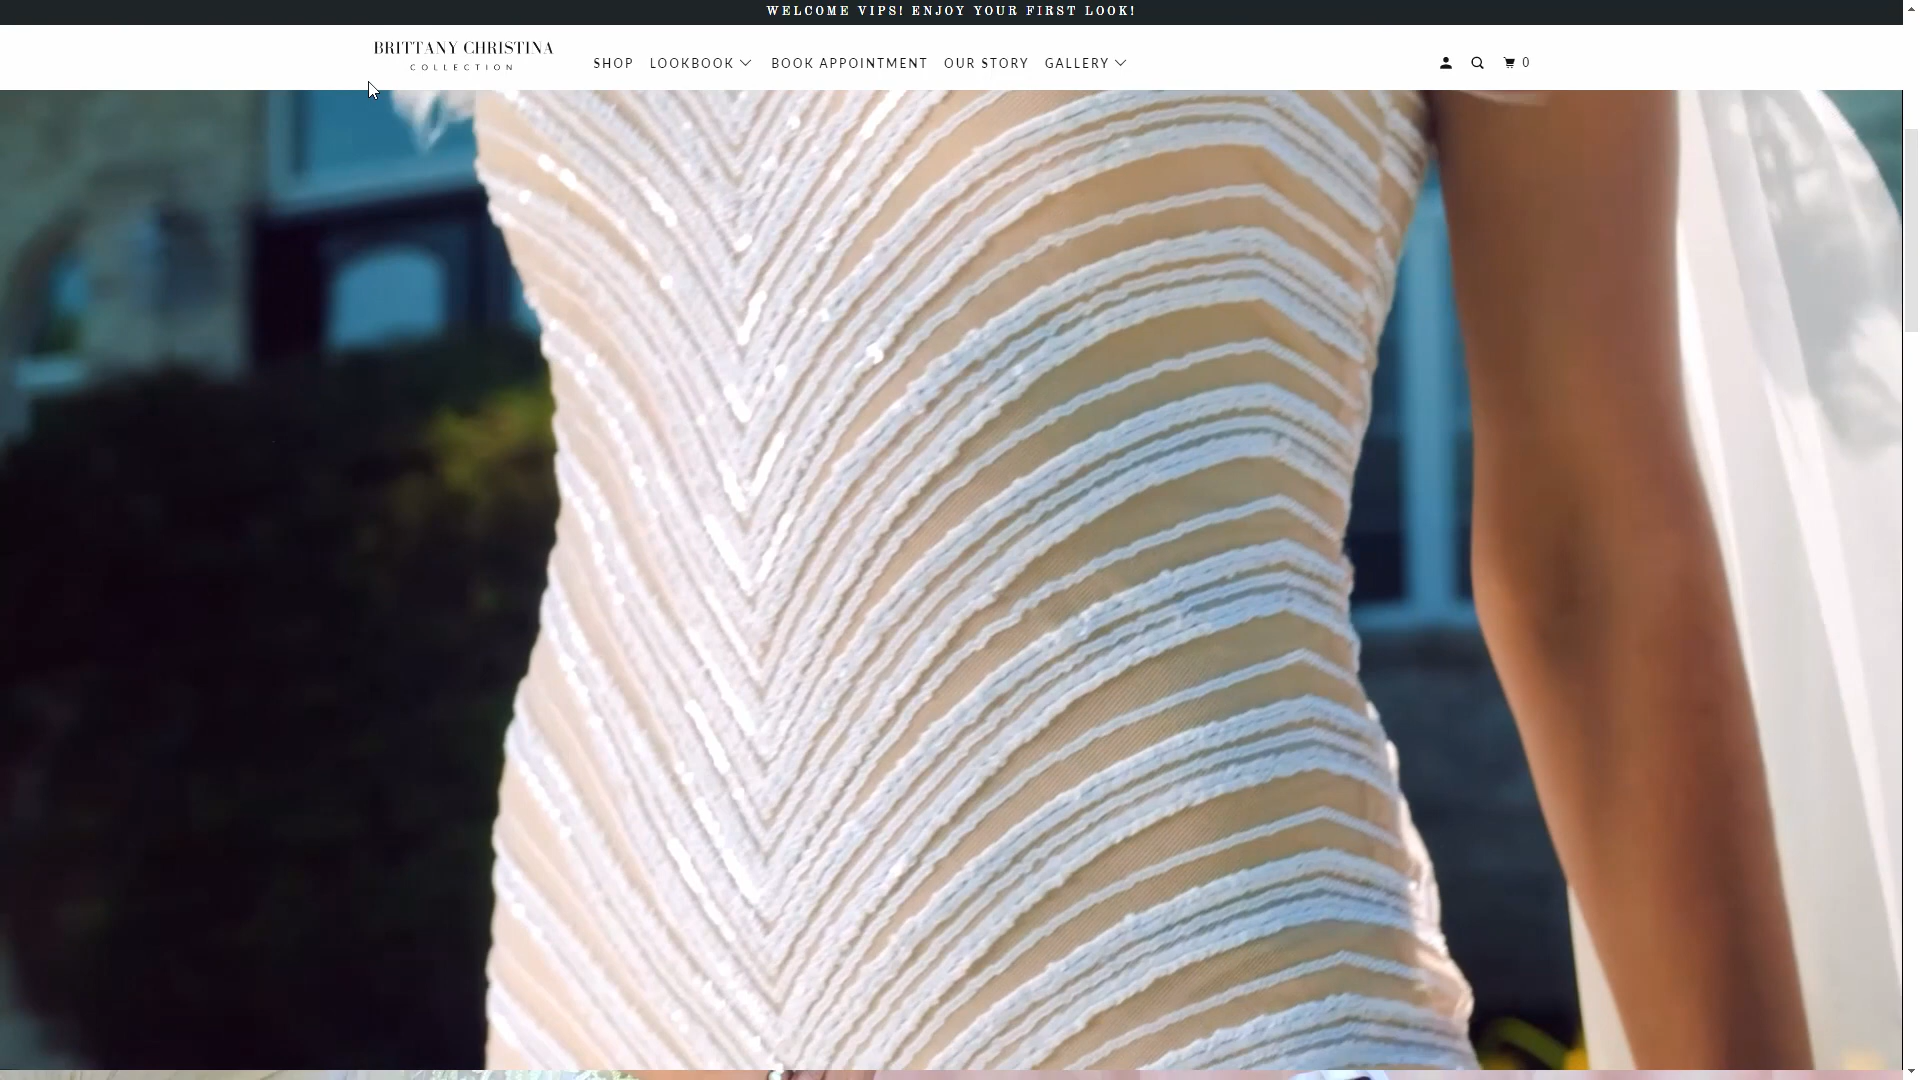 WELCOME VIPS! ENJOY YOUR FIRST LOOK!
BRITTANY CHRISTINA
COLLECTION
SHOP LOOKBOOK BOOK APPOINTMENT OUR STORY GALLERY 0